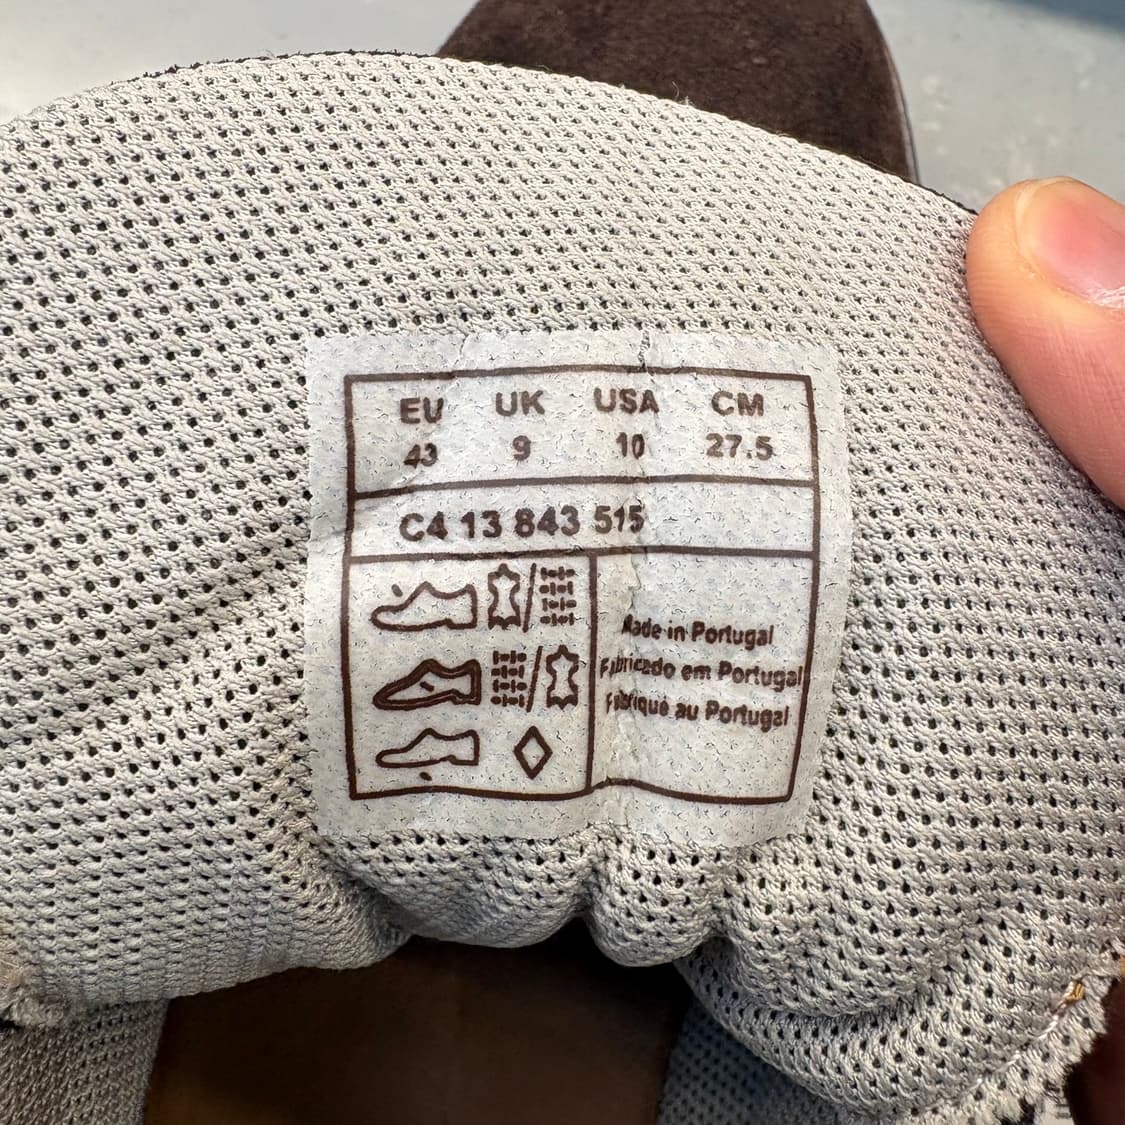 EU UK USA CM
43 9 10 27.5
C4 13 843 515
Made in Portugal
Fabricado em Portugal
Fabriqué au Portugal